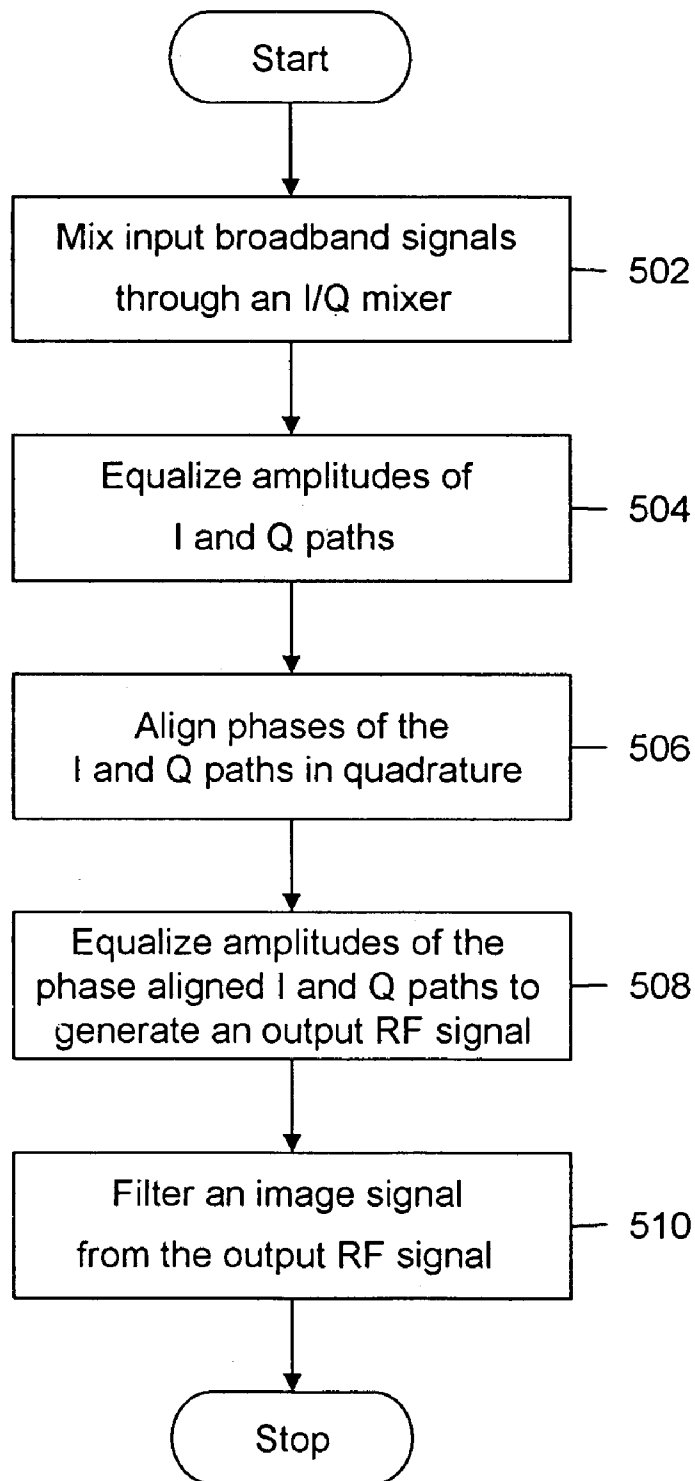 Start
Mix input broadband signals
through an I/Q mixer
502
Equalize amplitudes of
I and Q paths
504
Align phases of the
I and Q paths in quadrature
506
Equalize amplitudes of the
phase aligned I and Q paths to
generate an output RF signal
508
Filter an image signal
from the output RF signal
510
Stop